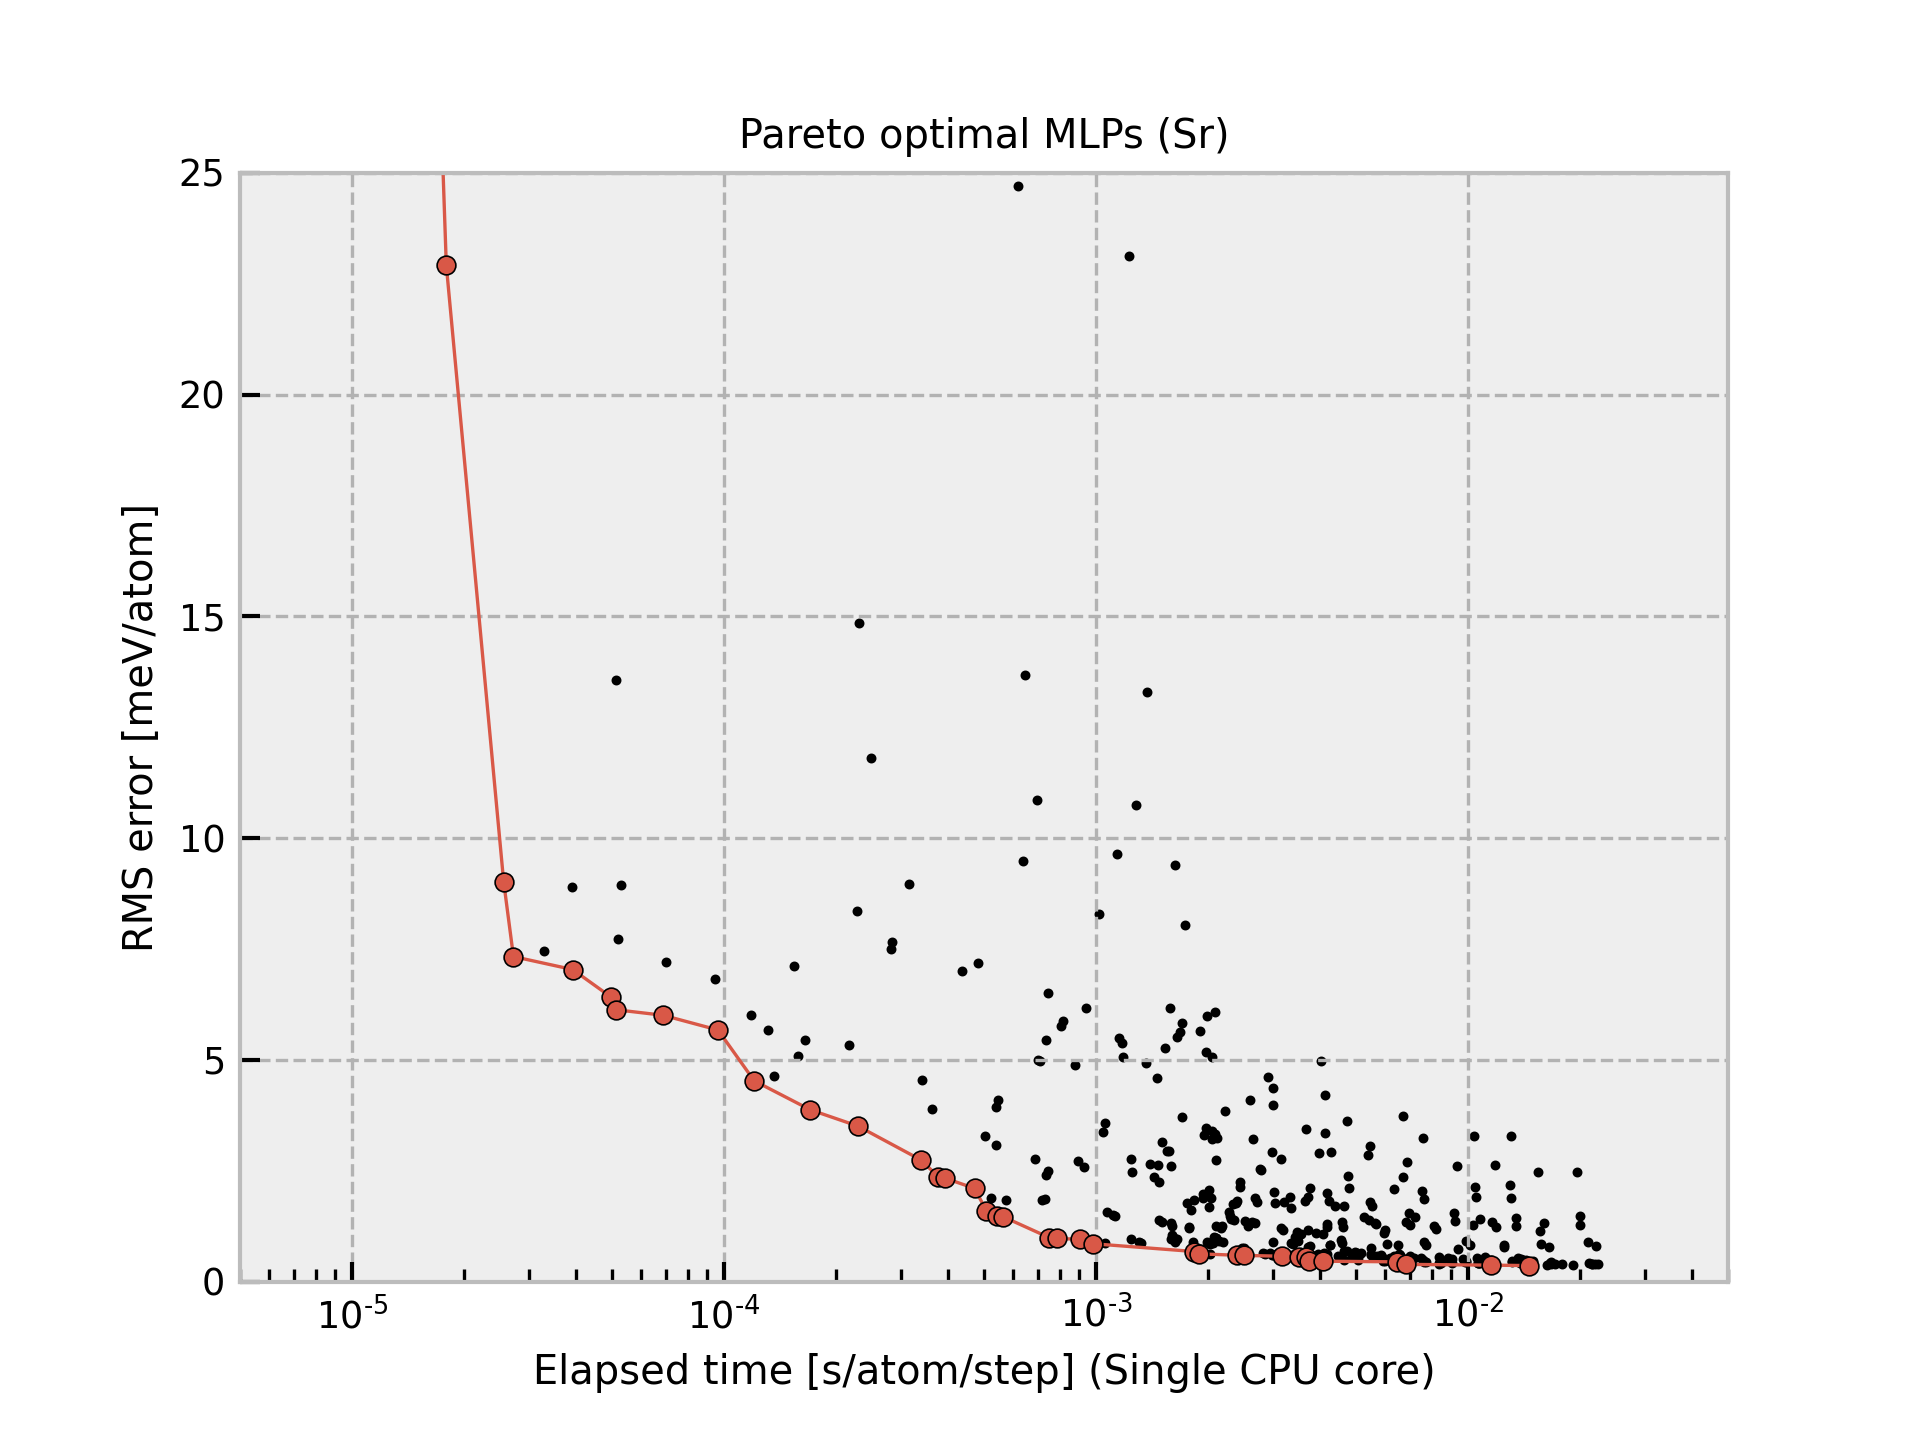 Pareto optimal MLPs (Sr)
25
20
15
10
5
0
RMS error [meV/atom]
10⁻⁵ 10⁻⁴ 10⁻³ 10⁻²
Elapsed time [s/atom/step] (Single CPU core)